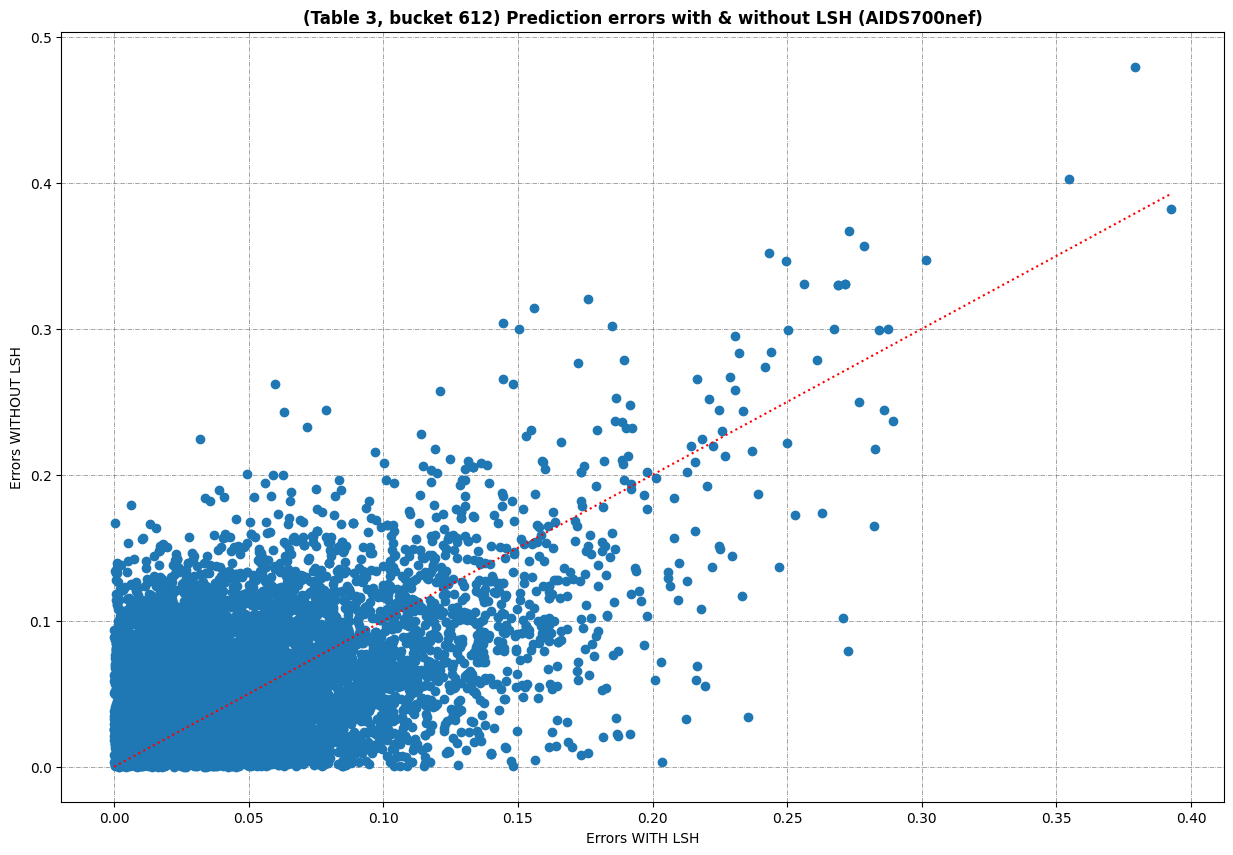 (Table 3, bucket 612) Prediction errors with & without LSH (AIDS700nef)
0.5
0.4
0.3
0.2
0.1
0.0
Errors WITHOUT LSH
0.00 0.05 0.10 0.15 0.20 0.25 0.30 0.35 0.40
Errors WITH LSH